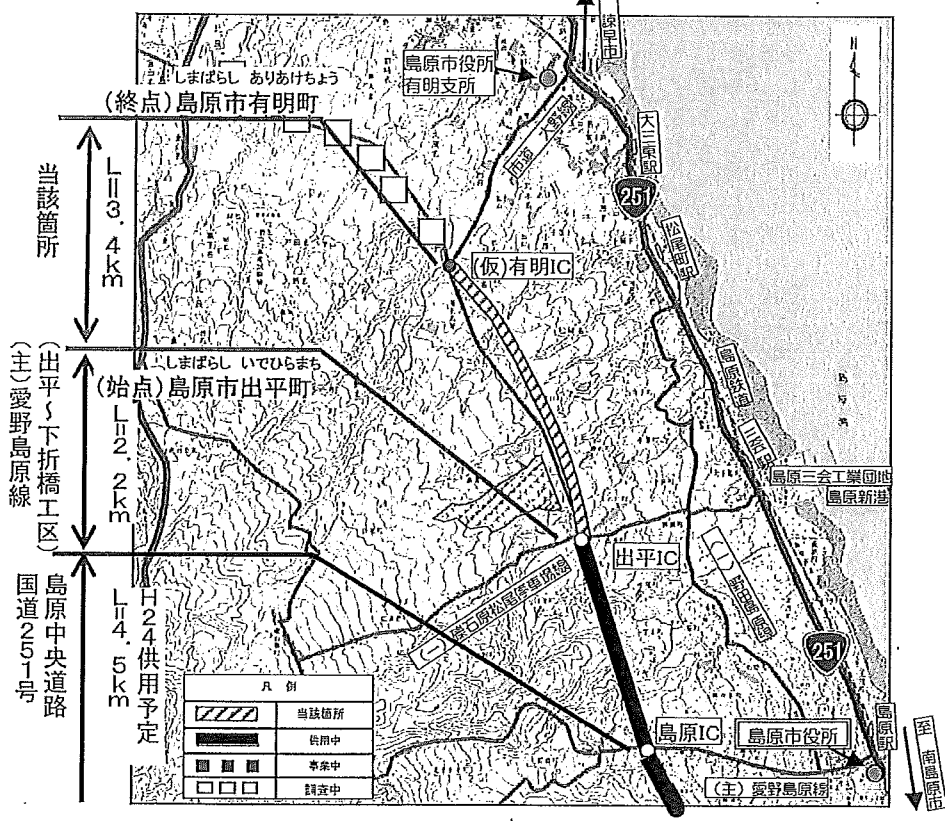 諫早市
島原市役所
有明支所
しまばらし ありあけちょう
(終点)島原市有明町
市道 大野原
大三東駅
251
当該箇所
L=3.4km
(仮)有明IC
松尾町駅
しまばらし いでひらまち
(始点)島原市出平町
島原鉄道
三会駅
(主)愛野島原線
(出平～下折橋工区)
L=2.2km
島原三会工業団地
島原新港
出平IC
251
国道251号
島原中央道路
L=4.5km
H24供用予定
凡例
当該箇所
供用中
事業中
調査中
島原IC
島原市役所
島原駅
(主)愛野島原線
至 南島原市